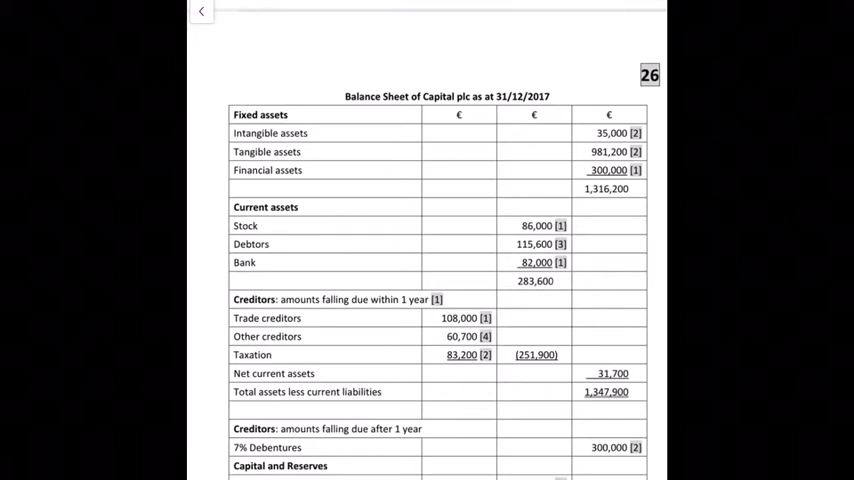 26
Balance Sheet of Capital plc as at 31/12/2017
Fixed assets € € €
Intangible assets 35,000 [2]
Tangible assets 981,200 [2]
Financial assets 300,000 [1]
1,316,200
Current assets
Stock 86,000 [1]
Debtors 115,600 [3]
Bank 82,000 [1]
283,600
Creditors: amounts falling due within 1 year [1]
Trade creditors 108,000 [1]
Other creditors 60,700 [4]
Taxation 83,200 [2] (251,900)
Net current assets 31,700
Total assets less current liabilities 1,347,900
Creditors: amounts falling due after 1 year
7% Debentures 300,000 [2]
Capital and Reserves